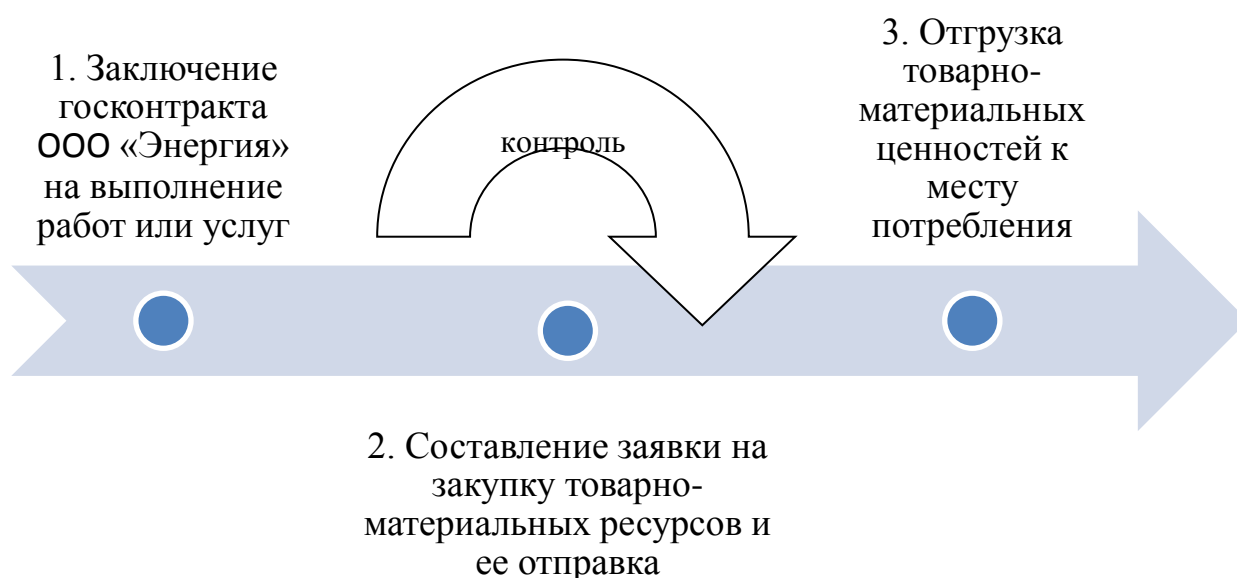 1. Заключение
госконтракта
ООО «Энергия»
на выполнение
работ или услуг
контроль
3. Отгрузка
товарно-
материальных
ценностей к
месту
потребления
2. Составление заявки на
закупку товарно-
материальных ресурсов и
ее отправка